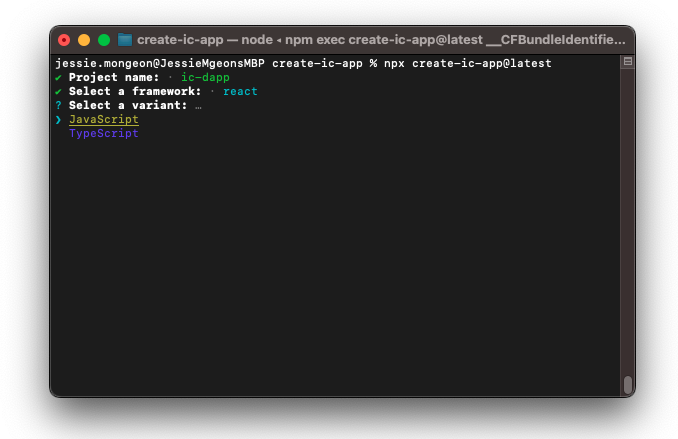 create-ic-app — node ◂ npm exec create-ic-app@latest __CFBundleIdentifie...
jessie.mongeon@JessieMgeonsMBP create-ic-app % npx create-ic-app@latest
✔ Project name: · ic-dapp
✔ Select a framework: · react
? Select a variant: …
❯ JavaScript
TypeScript